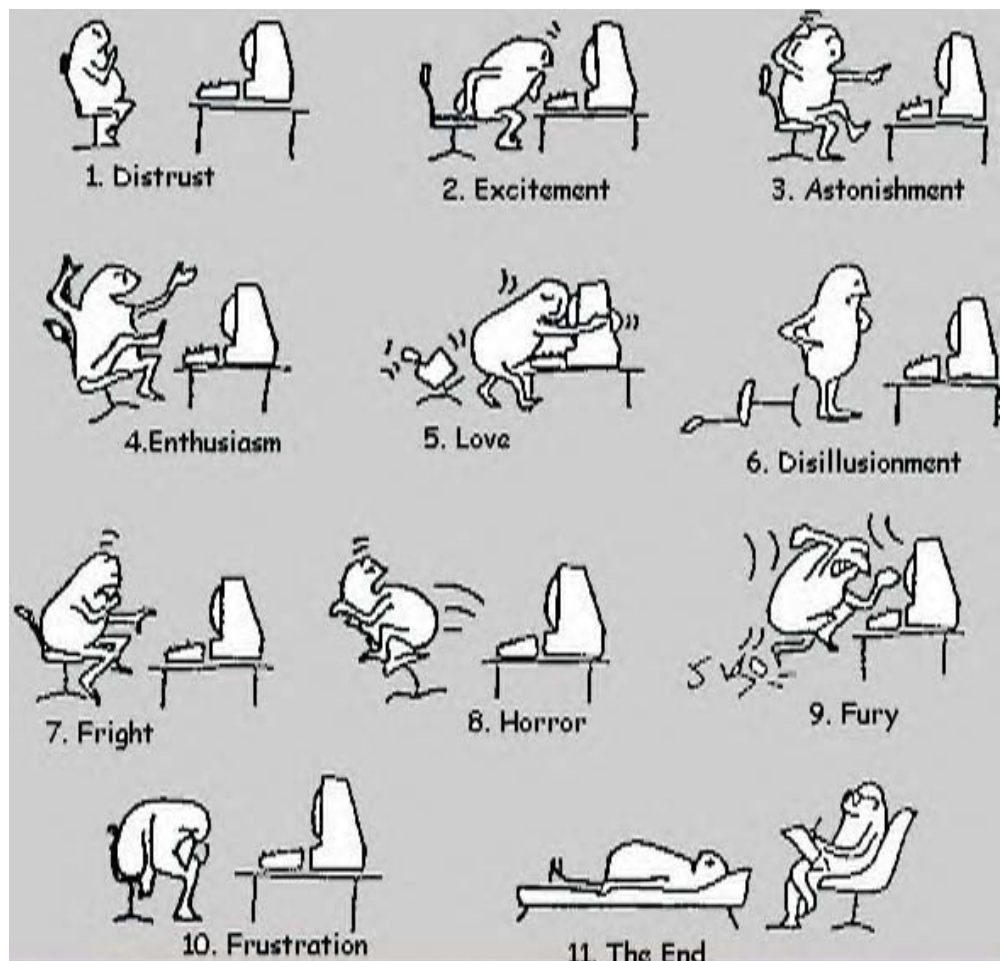 1. Distrust
2. Excitement
3. Astonishment
4.Enthusiasm
5. Love
6. Disillusionment
7. Fright
8. Horror
9. Fury
10. Frustration
11. The End